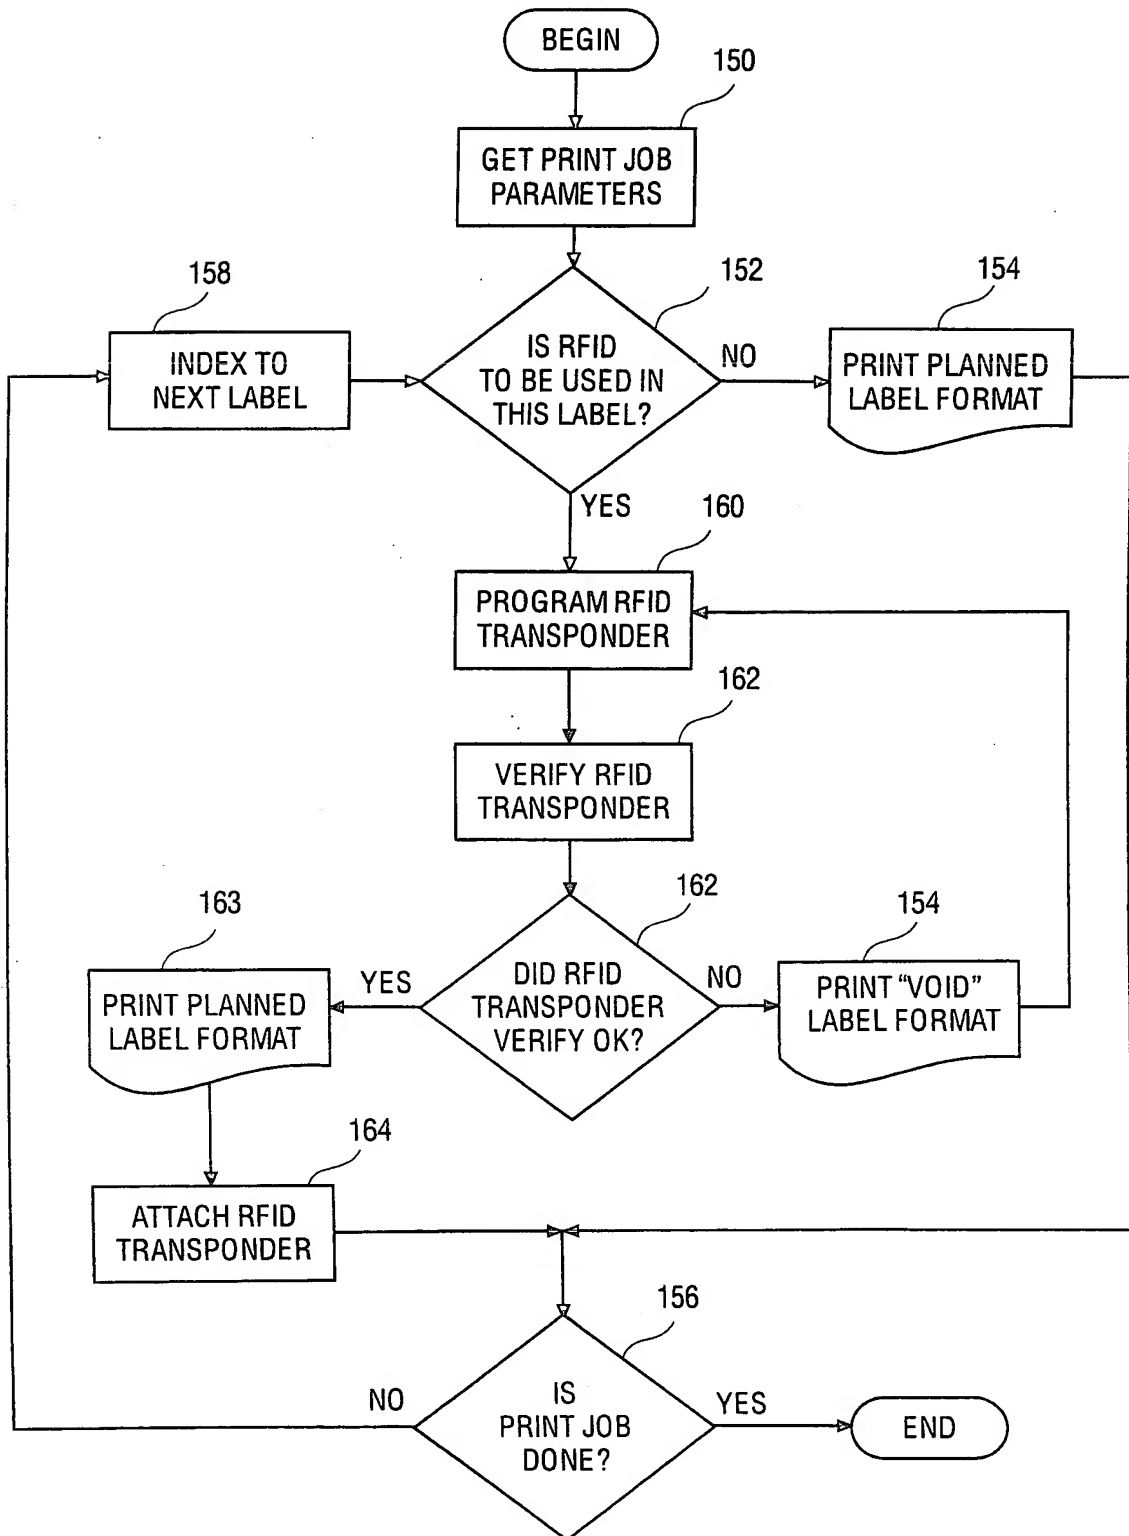 BEGIN
150
GET PRINT JOB
PARAMETERS
158
152
154
INDEX TO
NEXT LABEL
IS RFID
TO BE USED IN
THIS LABEL?
NO
PRINT PLANNED
LABEL FORMAT
YES
160
PROGRAM RFID
TRANSPONDER
162
VERIFY RFID
TRANSPONDER
163
162
154
YES
PRINT PLANNED
LABEL FORMAT
DID RFID
TRANSPONDER
VERIFY OK?
NO
PRINT “VOID”
LABEL FORMAT
164
ATTACH RFID
TRANSPONDER
156
NO
IS
PRINT JOB
DONE?
YES
END